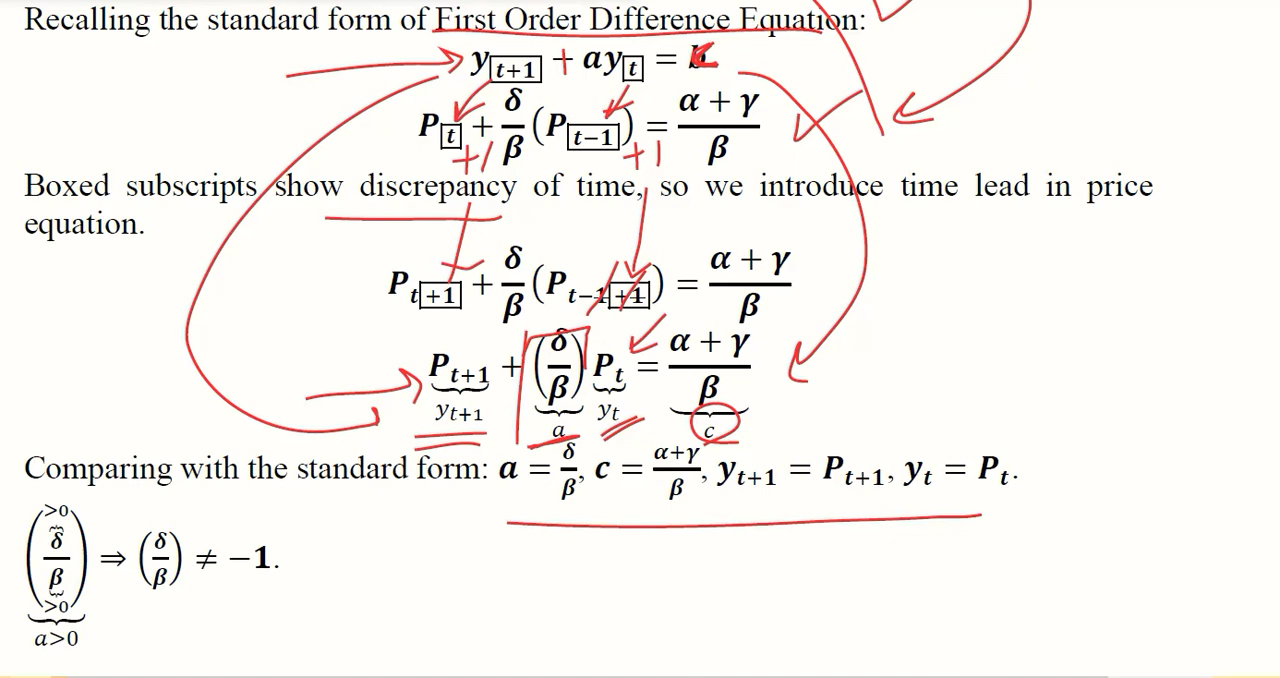 Recalling the standard form of First Order Difference Equation:
y_{t+1} + ay_{t} = c
P_{t} + δ/β (P_{t−1}) = (α + γ)/β
+1 +1
Boxed subscripts show discrepancy of time, so we introduce time lead in price
equation.
P_{t+1} + δ/β (P_{t−1+1}) = (α + γ)/β
P_{t+1} + (δ/β) P_t = (α + γ)/β
y_{t+1} a y_t c
Comparing with the standard form: a = δ/β, c = (α+γ)/β, y_{t+1} = P_{t+1}, y_t = P_t.
>0
(δ/β) ⇒ (δ/β) ≠ −1.
>0
a>0